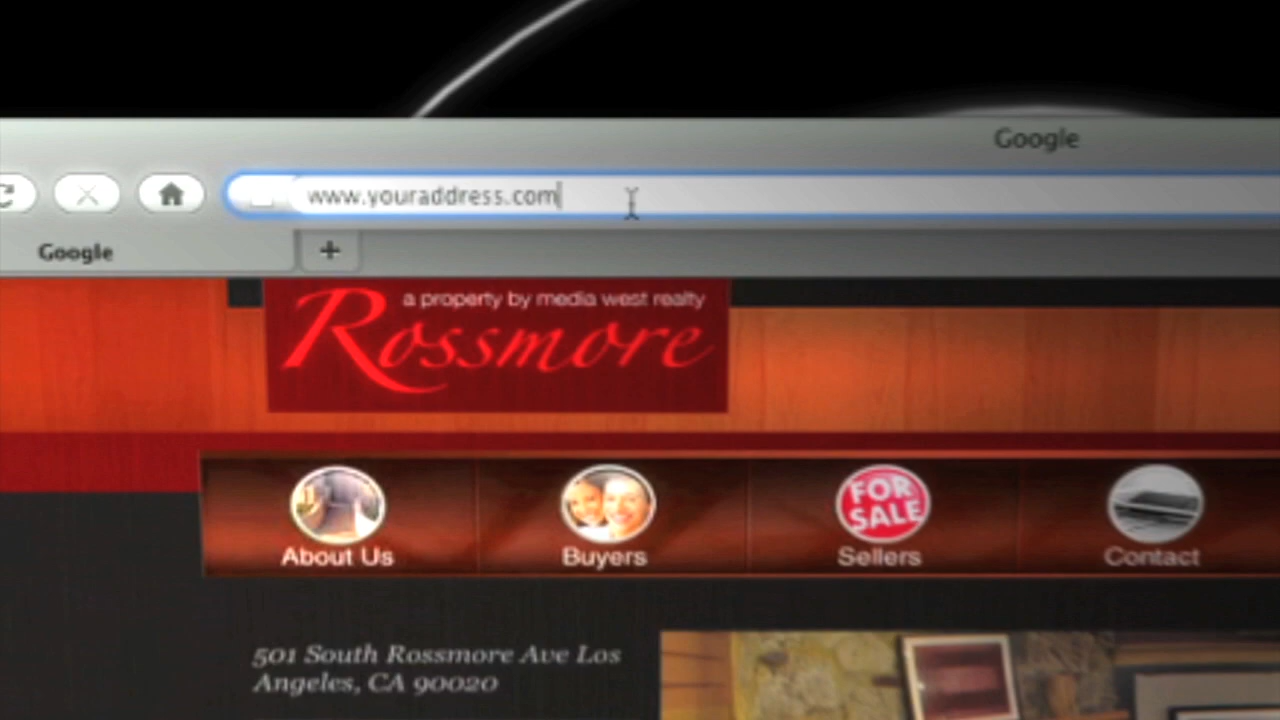 Google
www.youraddress.com
Google
+
a property by media west realty
Rossmore
About Us
Buyers
FOR SALE
Sellers
Contact
501 South Rossmore Ave Los
Angeles, CA 90020